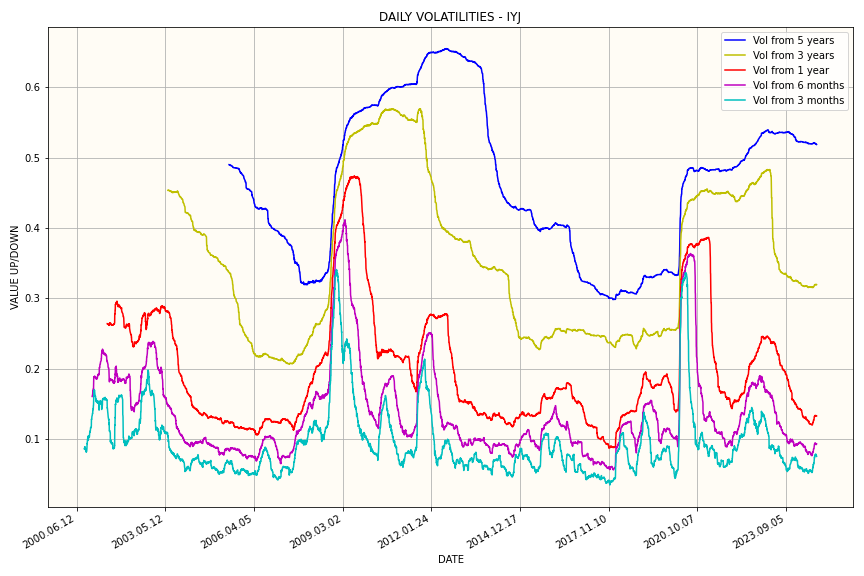 DAILY VOLATILITIES - IYJ
Vol from 5 years
Vol from 3 years
Vol from 1 year
Vol from 6 months
Vol from 3 months
VALUE UP/DOWN
0.6
0.5
0.4
0.3
0.2
0.1
2000.06.12
2003.05.12
2006.04.05
2009.03.02
2012.01.24
2014.12.17
2017.11.10
2020.10.07
2023.09.05
DATE